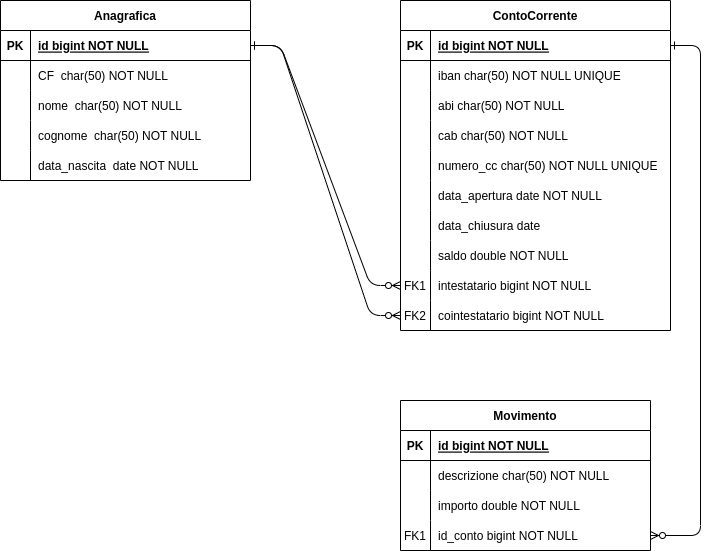 Anagrafica
PK id bigint NOT NULL
CF char(50) NOT NULL
nome char(50) NOT NULL
cognome char(50) NOT NULL
data_nascita date NOT NULL
ContoCorrente
PK id bigint NOT NULL
iban char(50) NOT NULL UNIQUE
abi char(50) NOT NULL
cab char(50) NOT NULL
numero_cc char(50) NOT NULL UNIQUE
data_apertura date NOT NULL
data_chiusura date
saldo double NOT NULL
FK1 intestatario bigint NOT NULL
FK2 cointestatario bigint NOT NULL
Movimento
PK id bigint NOT NULL
descrizione char(50) NOT NULL
importo double NOT NULL
FK1 id_conto bigint NOT NULL